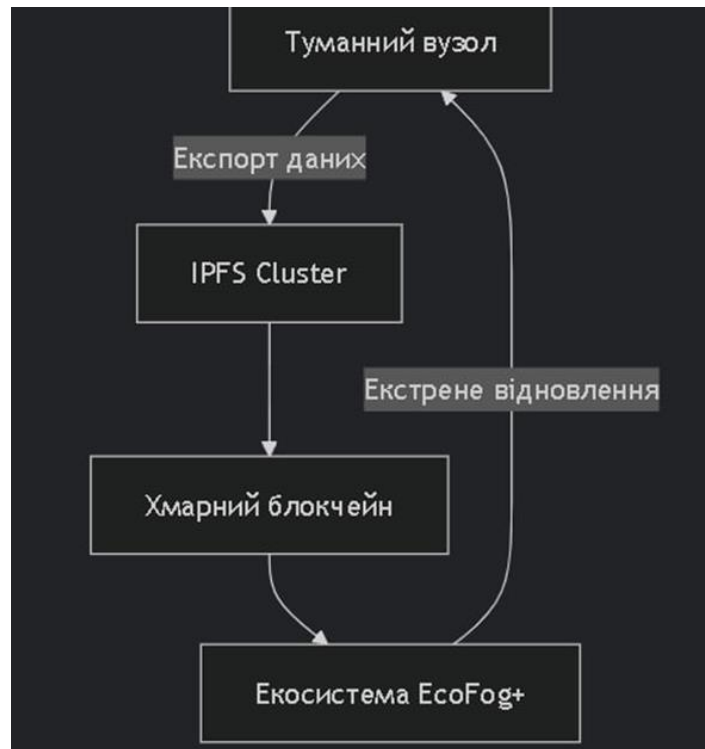 Туманний вузол
Експорт даних
IPFS Cluster
Екстрене відновлення
Хмарний блокчейн
Екосистема EcoFog+